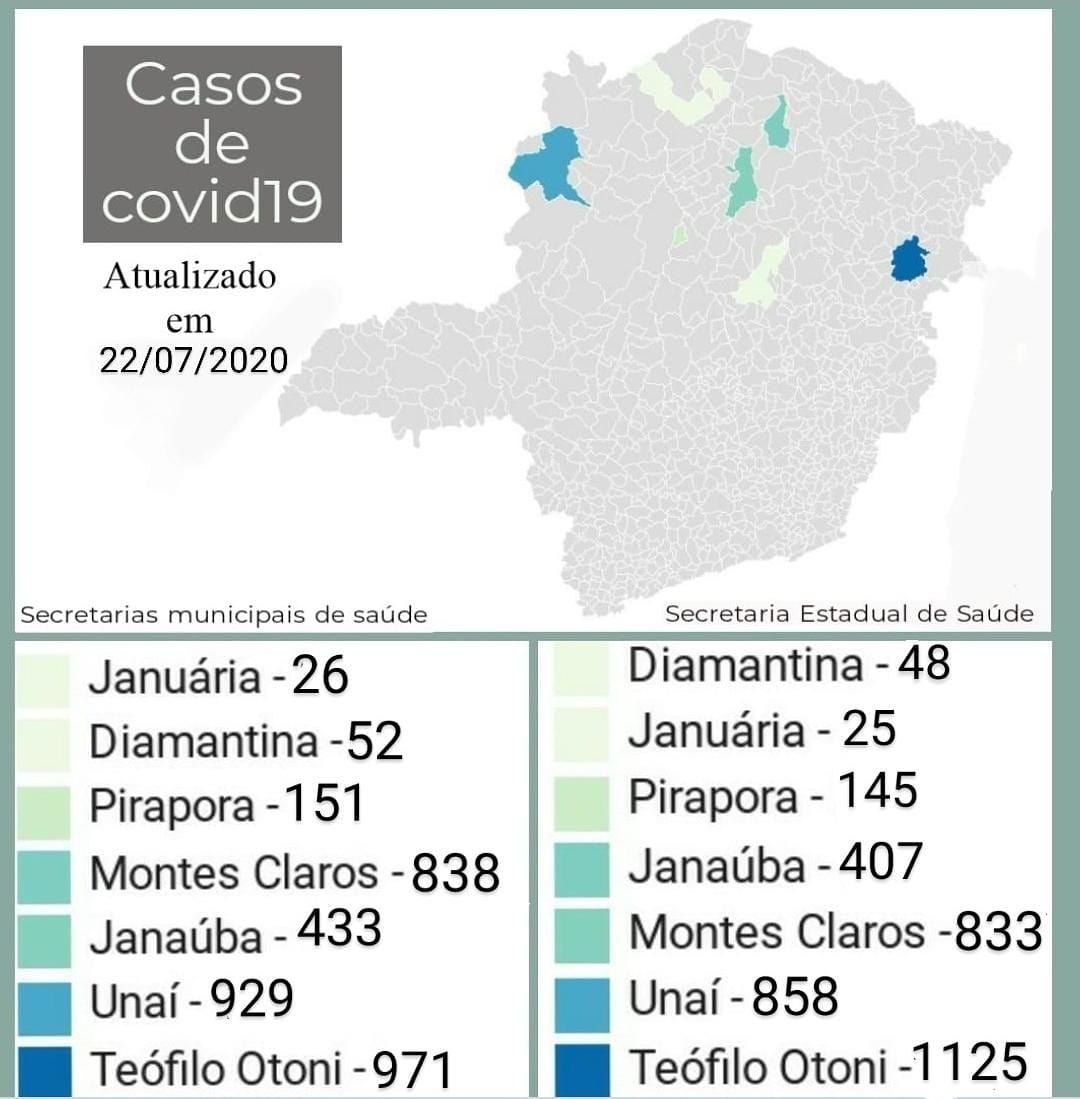 Casos
de
covid19
Atualizado
em
22/07/2020
Secretarias municipais de saúde
Secretaria Estadual de Saúde
Januária - 26
Diamantina - 52
Pirapora - 151
Montes Claros - 838
Janaúba - 433
Unaí - 929
Teófilo Otoni - 971
Diamantina - 48
Januária - 25
Pirapora - 145
Janaúba - 407
Montes Claros - 833
Unaí - 858
Teófilo Otoni - 1125